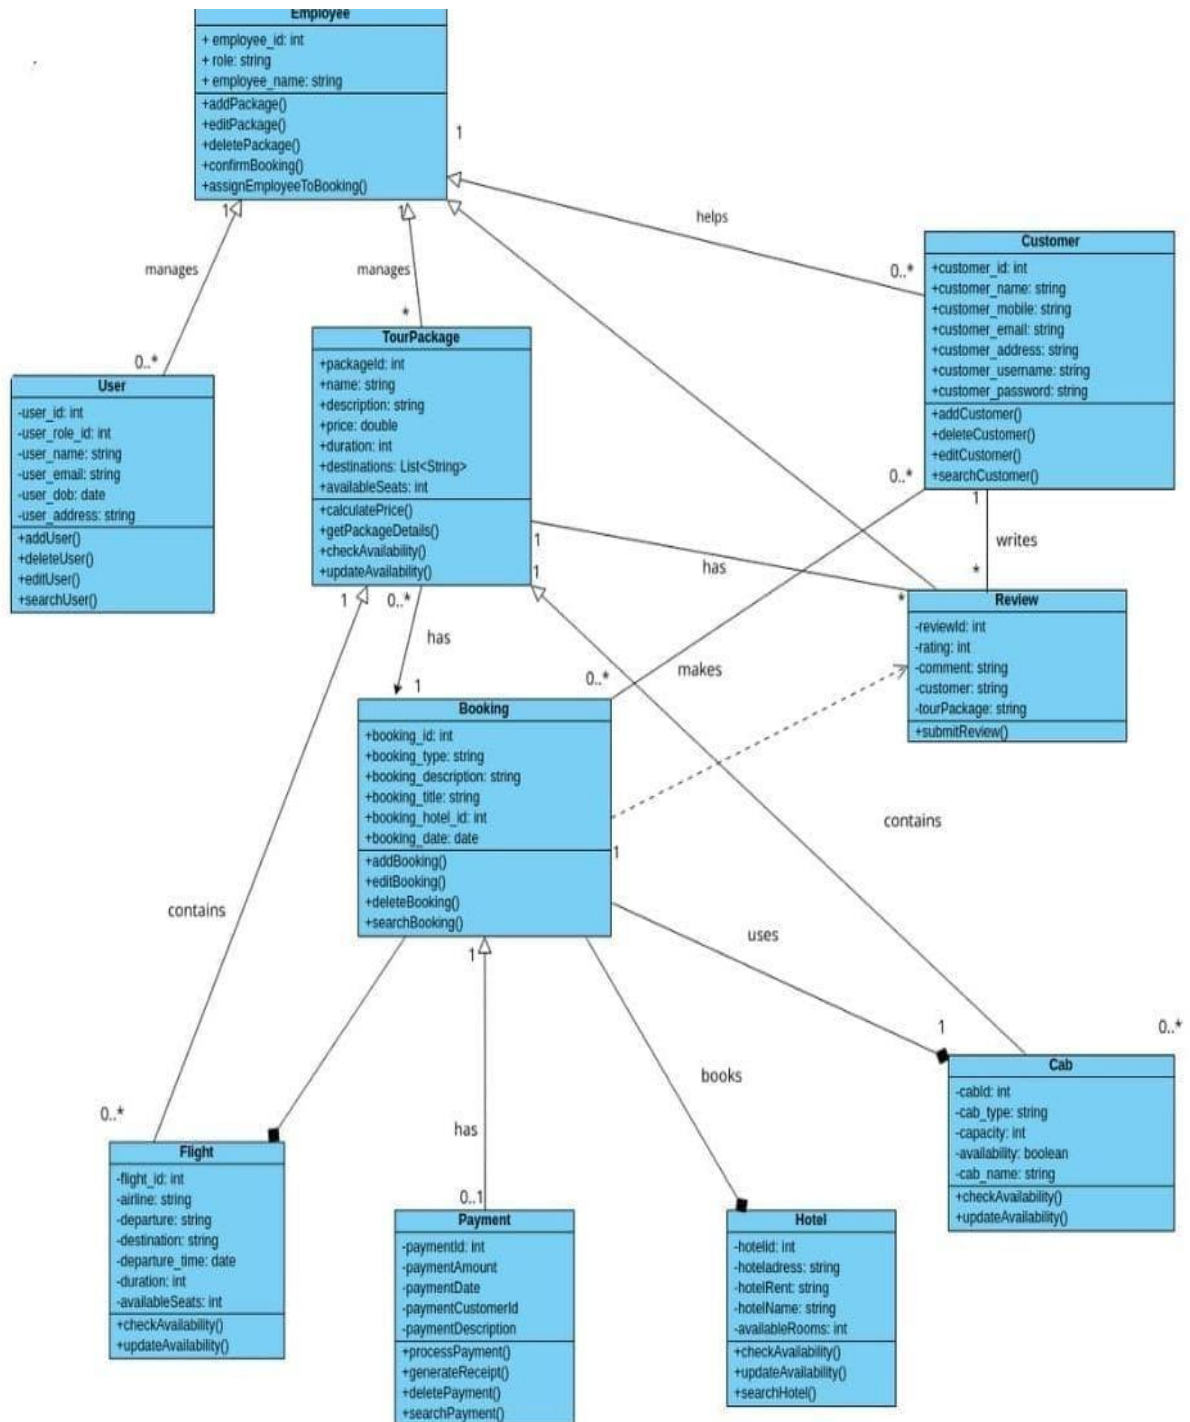 Employee
+ employee_id: int
+ role: string
+ employee_name: string
+addPackage()
+editPackage()
+deletePackage()
+confirmBooking()
+assignEmployeeToBooking()
1
1
1
helps
manages
manages
0..*
*
0..*
Customer
+customer_id: int
+customer_name: string
+customer_mobile: string
+customer_email: string
+customer_address: string
+customer_username: string
+customer_password: string
+addCustomer()
+deleteCustomer()
+editCustomer()
+searchCustomer()
User
-user_id: int
-user_role_id: int
-user_name: string
-user_email: string
-user_dob: date
-user_address: string
+addUser()
+deleteUser()
+editUser()
+searchUser()
TourPackage
+packageId: int
+name: string
+description: string
+price: double
+duration: int
+destinations: List<String>
+availableSeats: int
+calculatePrice()
+getPackageDetails()
+checkAvailability()
+updateAvailability()
0..*
1
writes
*
1
has
*
1
1
0..*
has
1
0..*
makes
Review
-reviewId: int
-rating: int
-comment: string
-customer: string
-tourPackage: string
+submitReview()
Booking
+booking_id: int
+booking_type: string
+booking_description: string
+booking_title: string
+booking_hotel_id: int
+booking_date: date
+addBooking()
+editBooking()
+deleteBooking()
+searchBooking()
1
contains
contains
uses
1
1
0..*
books
0..*
has
0..1
Flight
-flight_id: int
-airline: string
-departure: string
-destination: string
-departure_time: date
-duration: int
-availableSeats: int
+checkAvailability()
+updateAvailability()
Payment
-paymentId: int
-paymentAmount
-paymentDate
-paymentCustomerId
-paymentDescription
+processPayment()
+generateReceipt()
+deletePayment()
+searchPayment()
Hotel
-hotelid: int
-hoteladress: string
-hotelRent: string
-hotelName: string
-availableRooms: int
+checkAvailability()
+updateAvailability()
+searchHotel()
Cab
-cabId: int
-cab_type: string
-capacity: int
-availability: boolean
-cab_name: string
+checkAvailability()
+updateAvailability()